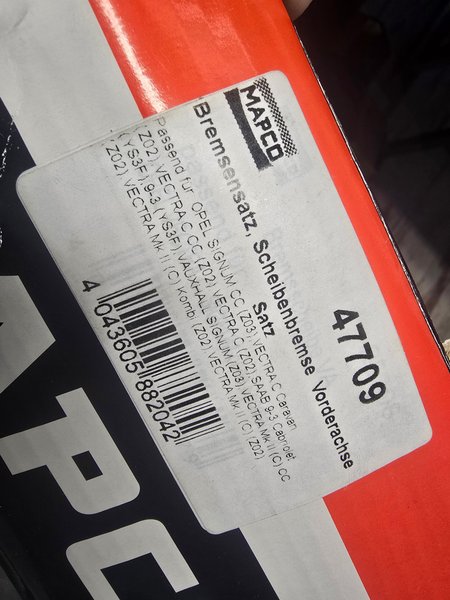 MAPCO
47709
Bremsensatz, Scheibenbremse Vorderachse
Satz
Passend für: OPEL SIGNUM CC (Z03), VECTRA C Caravan
(Z02), VECTRA C CC (Z02), VECTRA C (Z02), SAAB 9-3 Cabriolet
(YS3F), 9-3 (YS3F), VAUXHALL SIGNUM (Z03), VECTRA Mk II (C) CC
(Z02), VECTRA Mk II (C) Kombi (Z02), VECTRA Mk II (C) (Z02)
4 043605 882042
APC